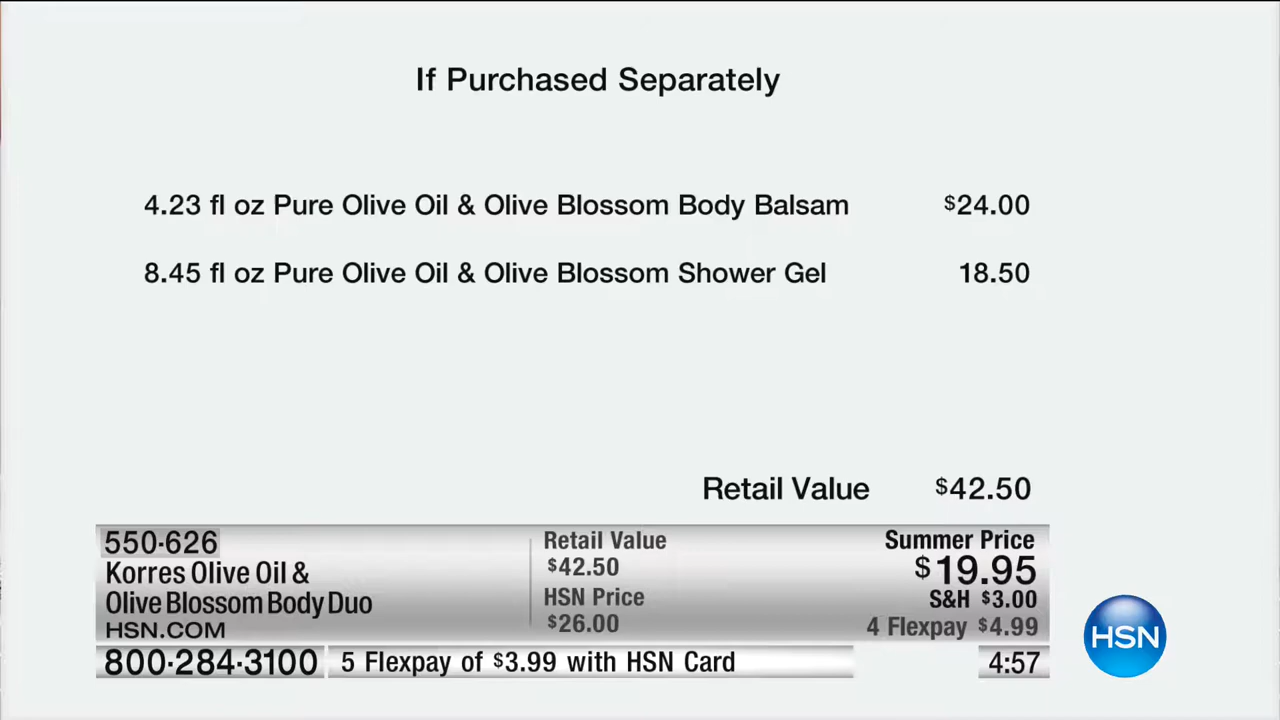 If Purchased Separately
4.23 fl oz Pure Olive Oil & Olive Blossom Body Balsam $24.00
8.45 fl oz Pure Olive Oil & Olive Blossom Shower Gel 18.50
Retail Value $42.50
550-626
Korres Olive Oil &
Olive Blossom Body Duo
HSN.COM
Retail Value
$42.50
HSN Price
$26.00
Summer Price
$19.95
S&H $3.00
4 Flexpay $4.99
800-284-3100
5 Flexpay of $3.99 with HSN Card
4:57
HSN